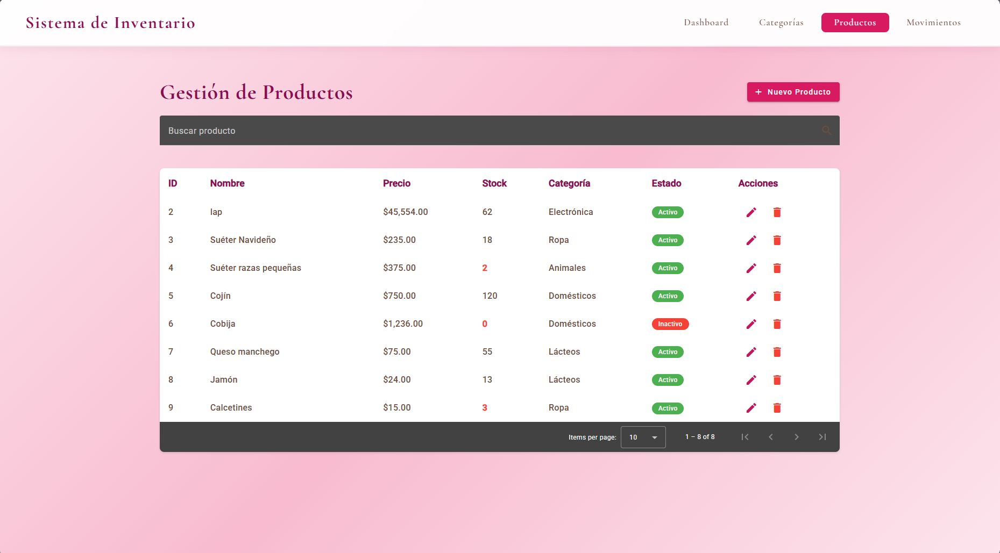 Sistema de Inventario
Dashboard Categorías Productos Movimientos
Gestión de Productos
+ Nuevo Producto
Buscar producto
ID Nombre Precio Stock Categoría Estado Acciones
2 lap $45,554.00 62 Electrónica Activo
3 Suéter Navideño $235.00 18 Ropa Activo
4 Suéter razas pequeñas $375.00 2 Animales Activo
5 Cojín $750.00 120 Domésticos Activo
6 Cobija $1,236.00 0 Domésticos Inactivo
7 Queso manchego $75.00 55 Lácteos Activo
8 Jamón $24.00 13 Lácteos Activo
9 Calcetines $15.00 3 Ropa Activo
Items per page: 10 1 – 8 of 8